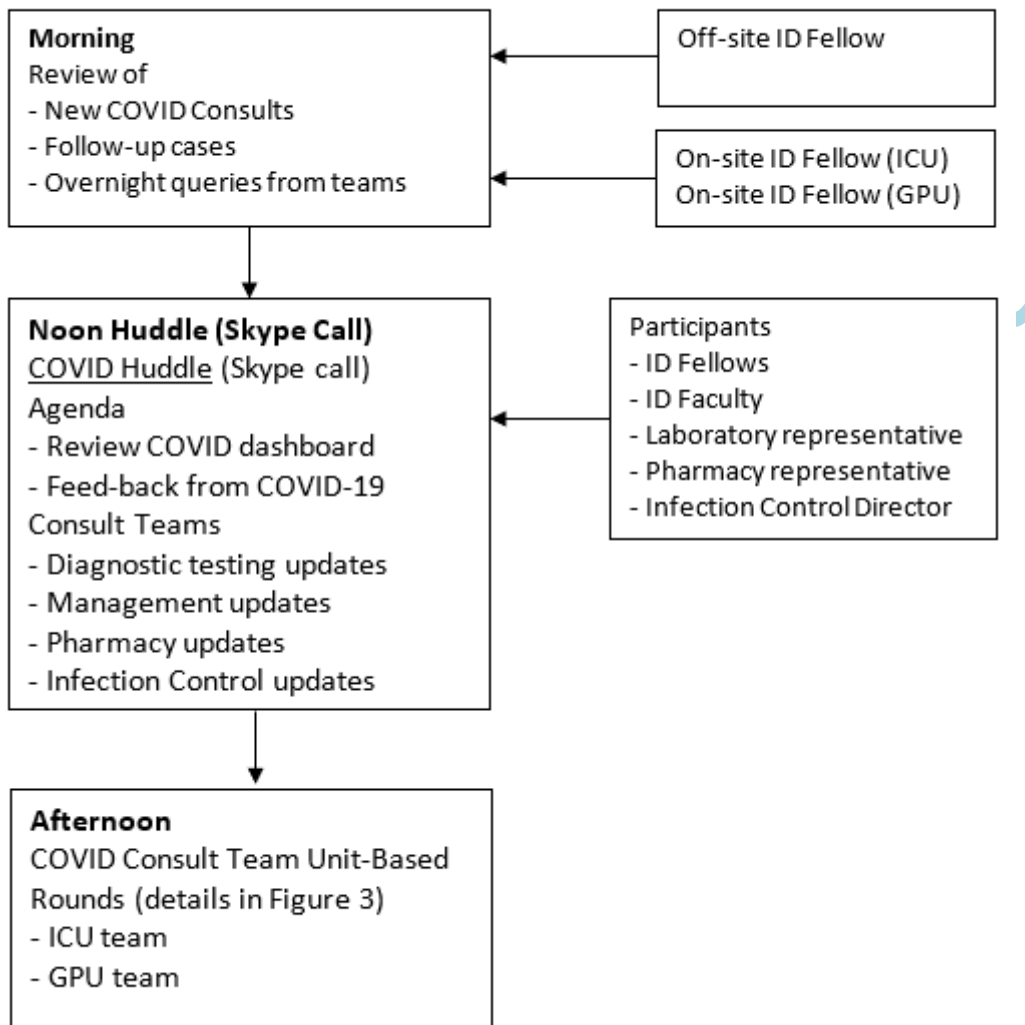 Morning
Review of
- New COVID Consults
- Follow-up cases
- Overnight queries from teams
Off-site ID Fellow
On-site ID Fellow (ICU)
On-site ID Fellow (GPU)
Noon Huddle (Skype Call)
COVID Huddle (Skype call)
Agenda
- Review COVID dashboard
- Feed-back from COVID-19
Consult Teams
- Diagnostic testing updates
- Management updates
- Pharmacy updates
- Infection Control updates
Participants
- ID Fellows
- ID Faculty
- Laboratory representative
- Pharmacy representative
- Infection Control Director
Afternoon
COVID Consult Team Unit-Based
Rounds (details in Figure 3)
- ICU team
- GPU team